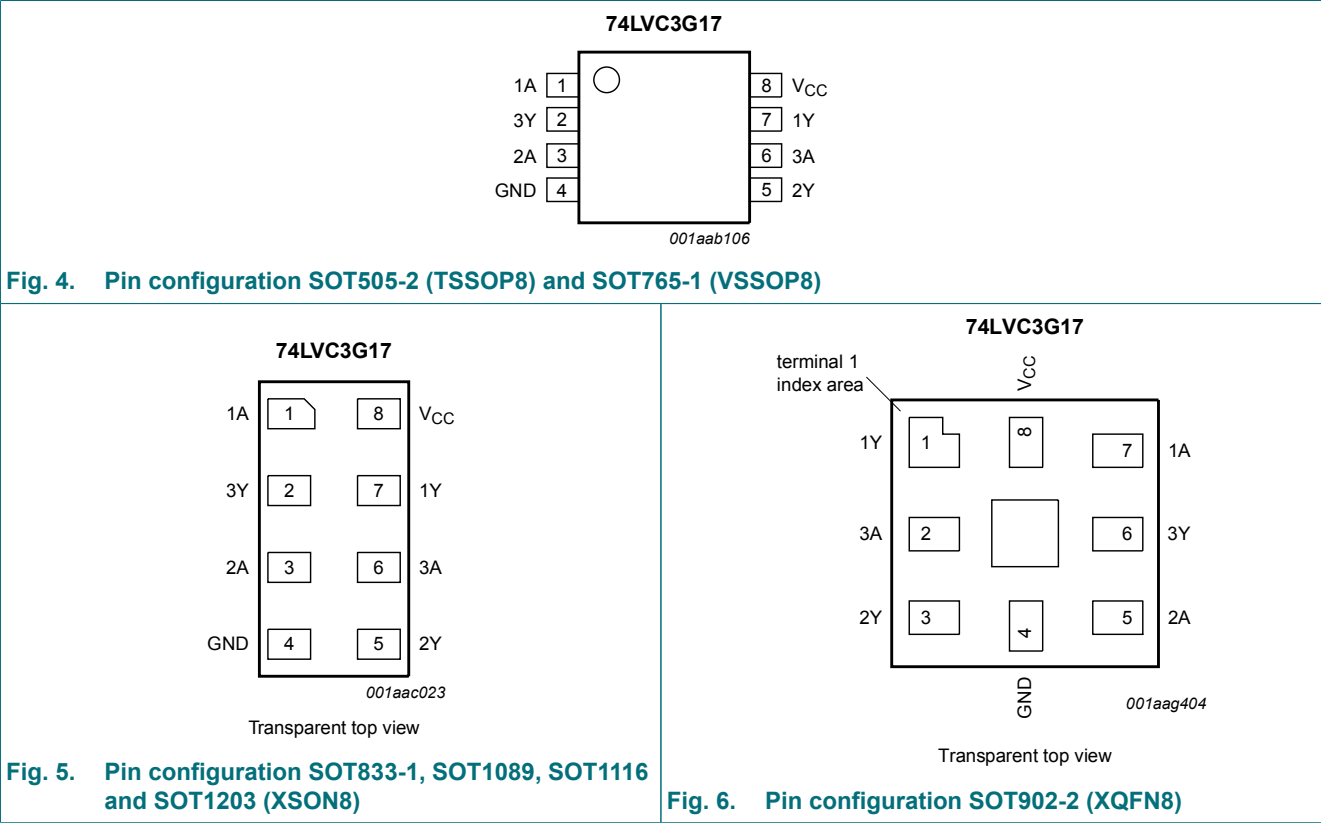 74LVC3G17
1A 1 8 VCC
3Y 2 7 1Y
2A 3 6 3A
GND 4 5 2Y
001aab106
Fig. 4. Pin configuration SOT505-2 (TSSOP8) and SOT765-1 (VSSOP8)
74LVC3G17
1A 1 8 VCC
3Y 2 7 1Y
2A 3 6 3A
GND 4 5 2Y
001aac023
Transparent top view
Fig. 5. Pin configuration SOT833-1, SOT1089, SOT1116
and SOT1203 (XSON8)
74LVC3G17
terminal 1
index area
VCC
1Y 1 8 7 1A
3A 2 6 3Y
2Y 3 4 5 2A
GND
001aag404
Transparent top view
Fig. 6. Pin configuration SOT902-2 (XQFN8)